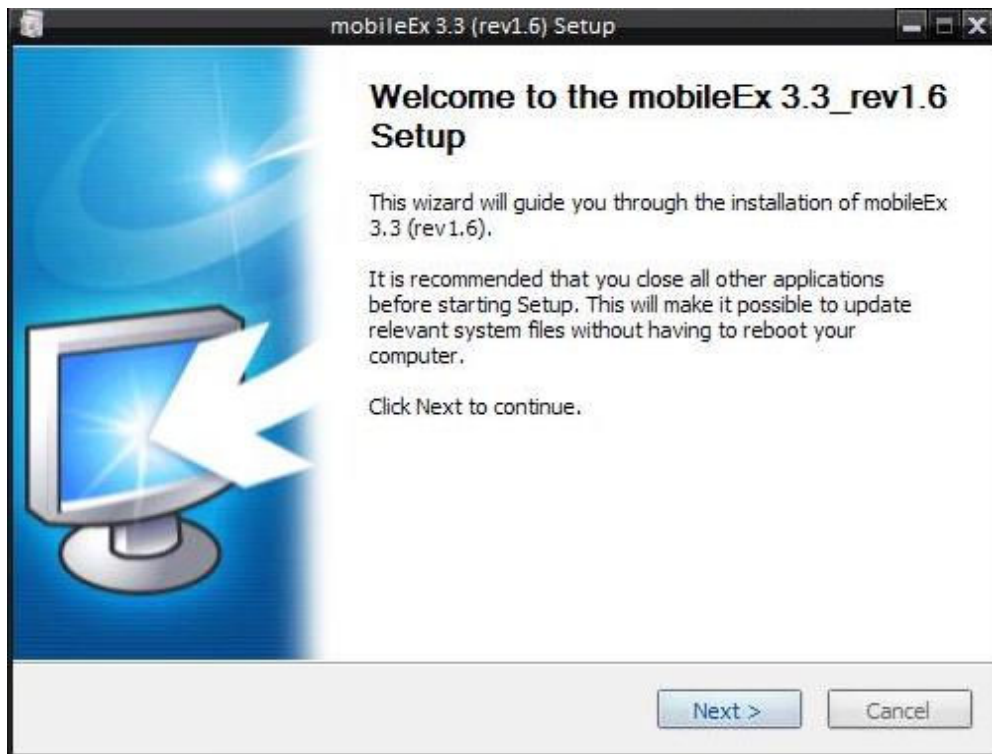 mobileEx 3.3 (rev1.6) Setup
Welcome to the mobileEx 3.3_rev1.6
Setup
This wizard will guide you through the installation of mobileEx
3.3 (rev1.6).
It is recommended that you close all other applications
before starting Setup. This will make it possible to update
relevant system files without having to reboot your
computer.
Click Next to continue.
Next >
Cancel